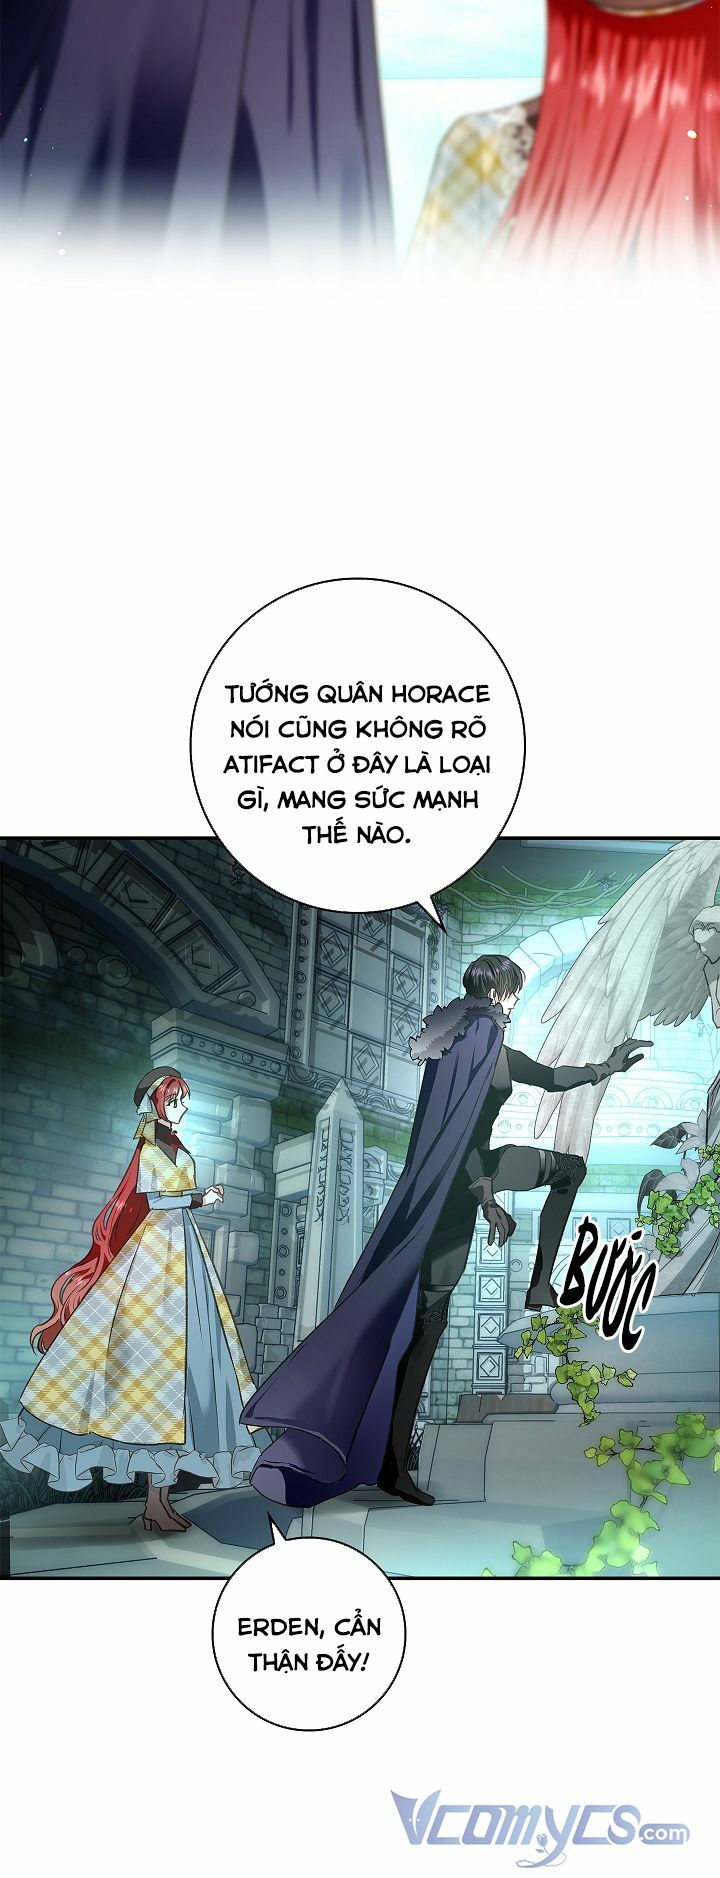 TƯỚNG QUÂN HORACE
NÓI CŨNG KHÔNG RÕ
ATIFACT Ở ĐÂY LÀ LOẠI
GÌ, MANG SỨC MẠNH
THẾ NÀO.
BƯỚC
ERDEN, CẨN
THẬN ĐẤY!
VCOMYCS.com